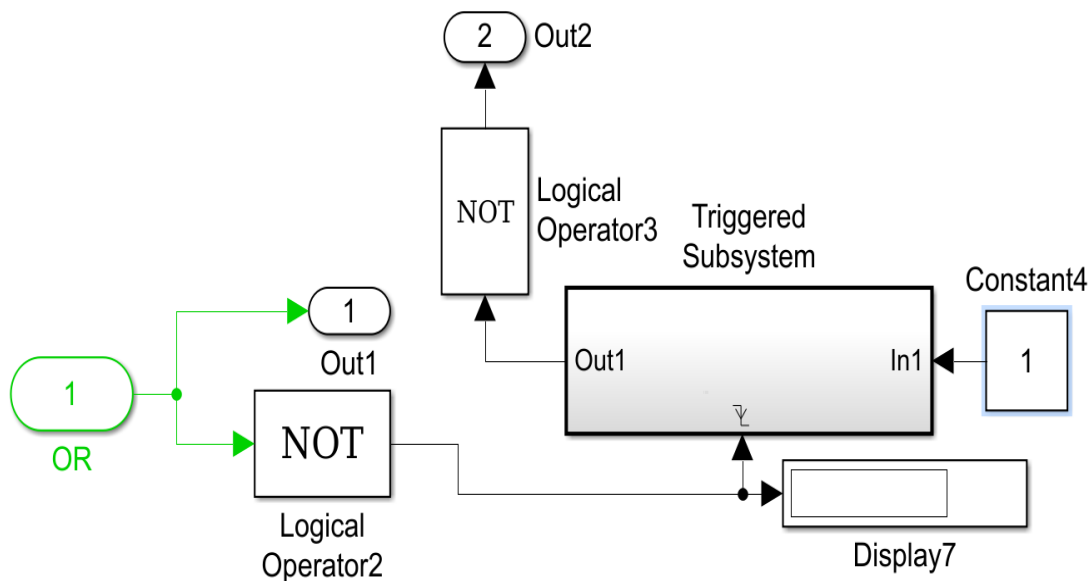 2
Out2
NOT
Logical
Operator3
Triggered
Subsystem
Constant4
1
Out1
In1
1
Out1
1
OR
NOT
Logical
Operator2
Display7